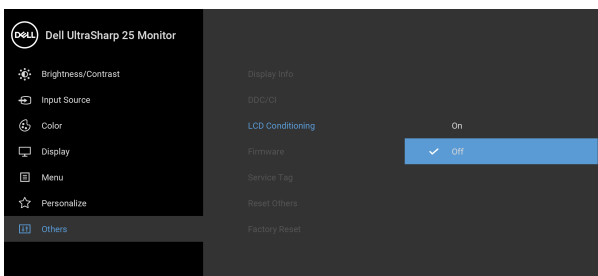 DELL
Dell UltraSharp 25 Monitor
Brightness/Contrast
Input Source
Color
Display
Menu
Personalize
Others
Display Info
DDC/CI
LCD Conditioning
Firmware
Service Tag
Reset Others
Factory Reset
On
Off